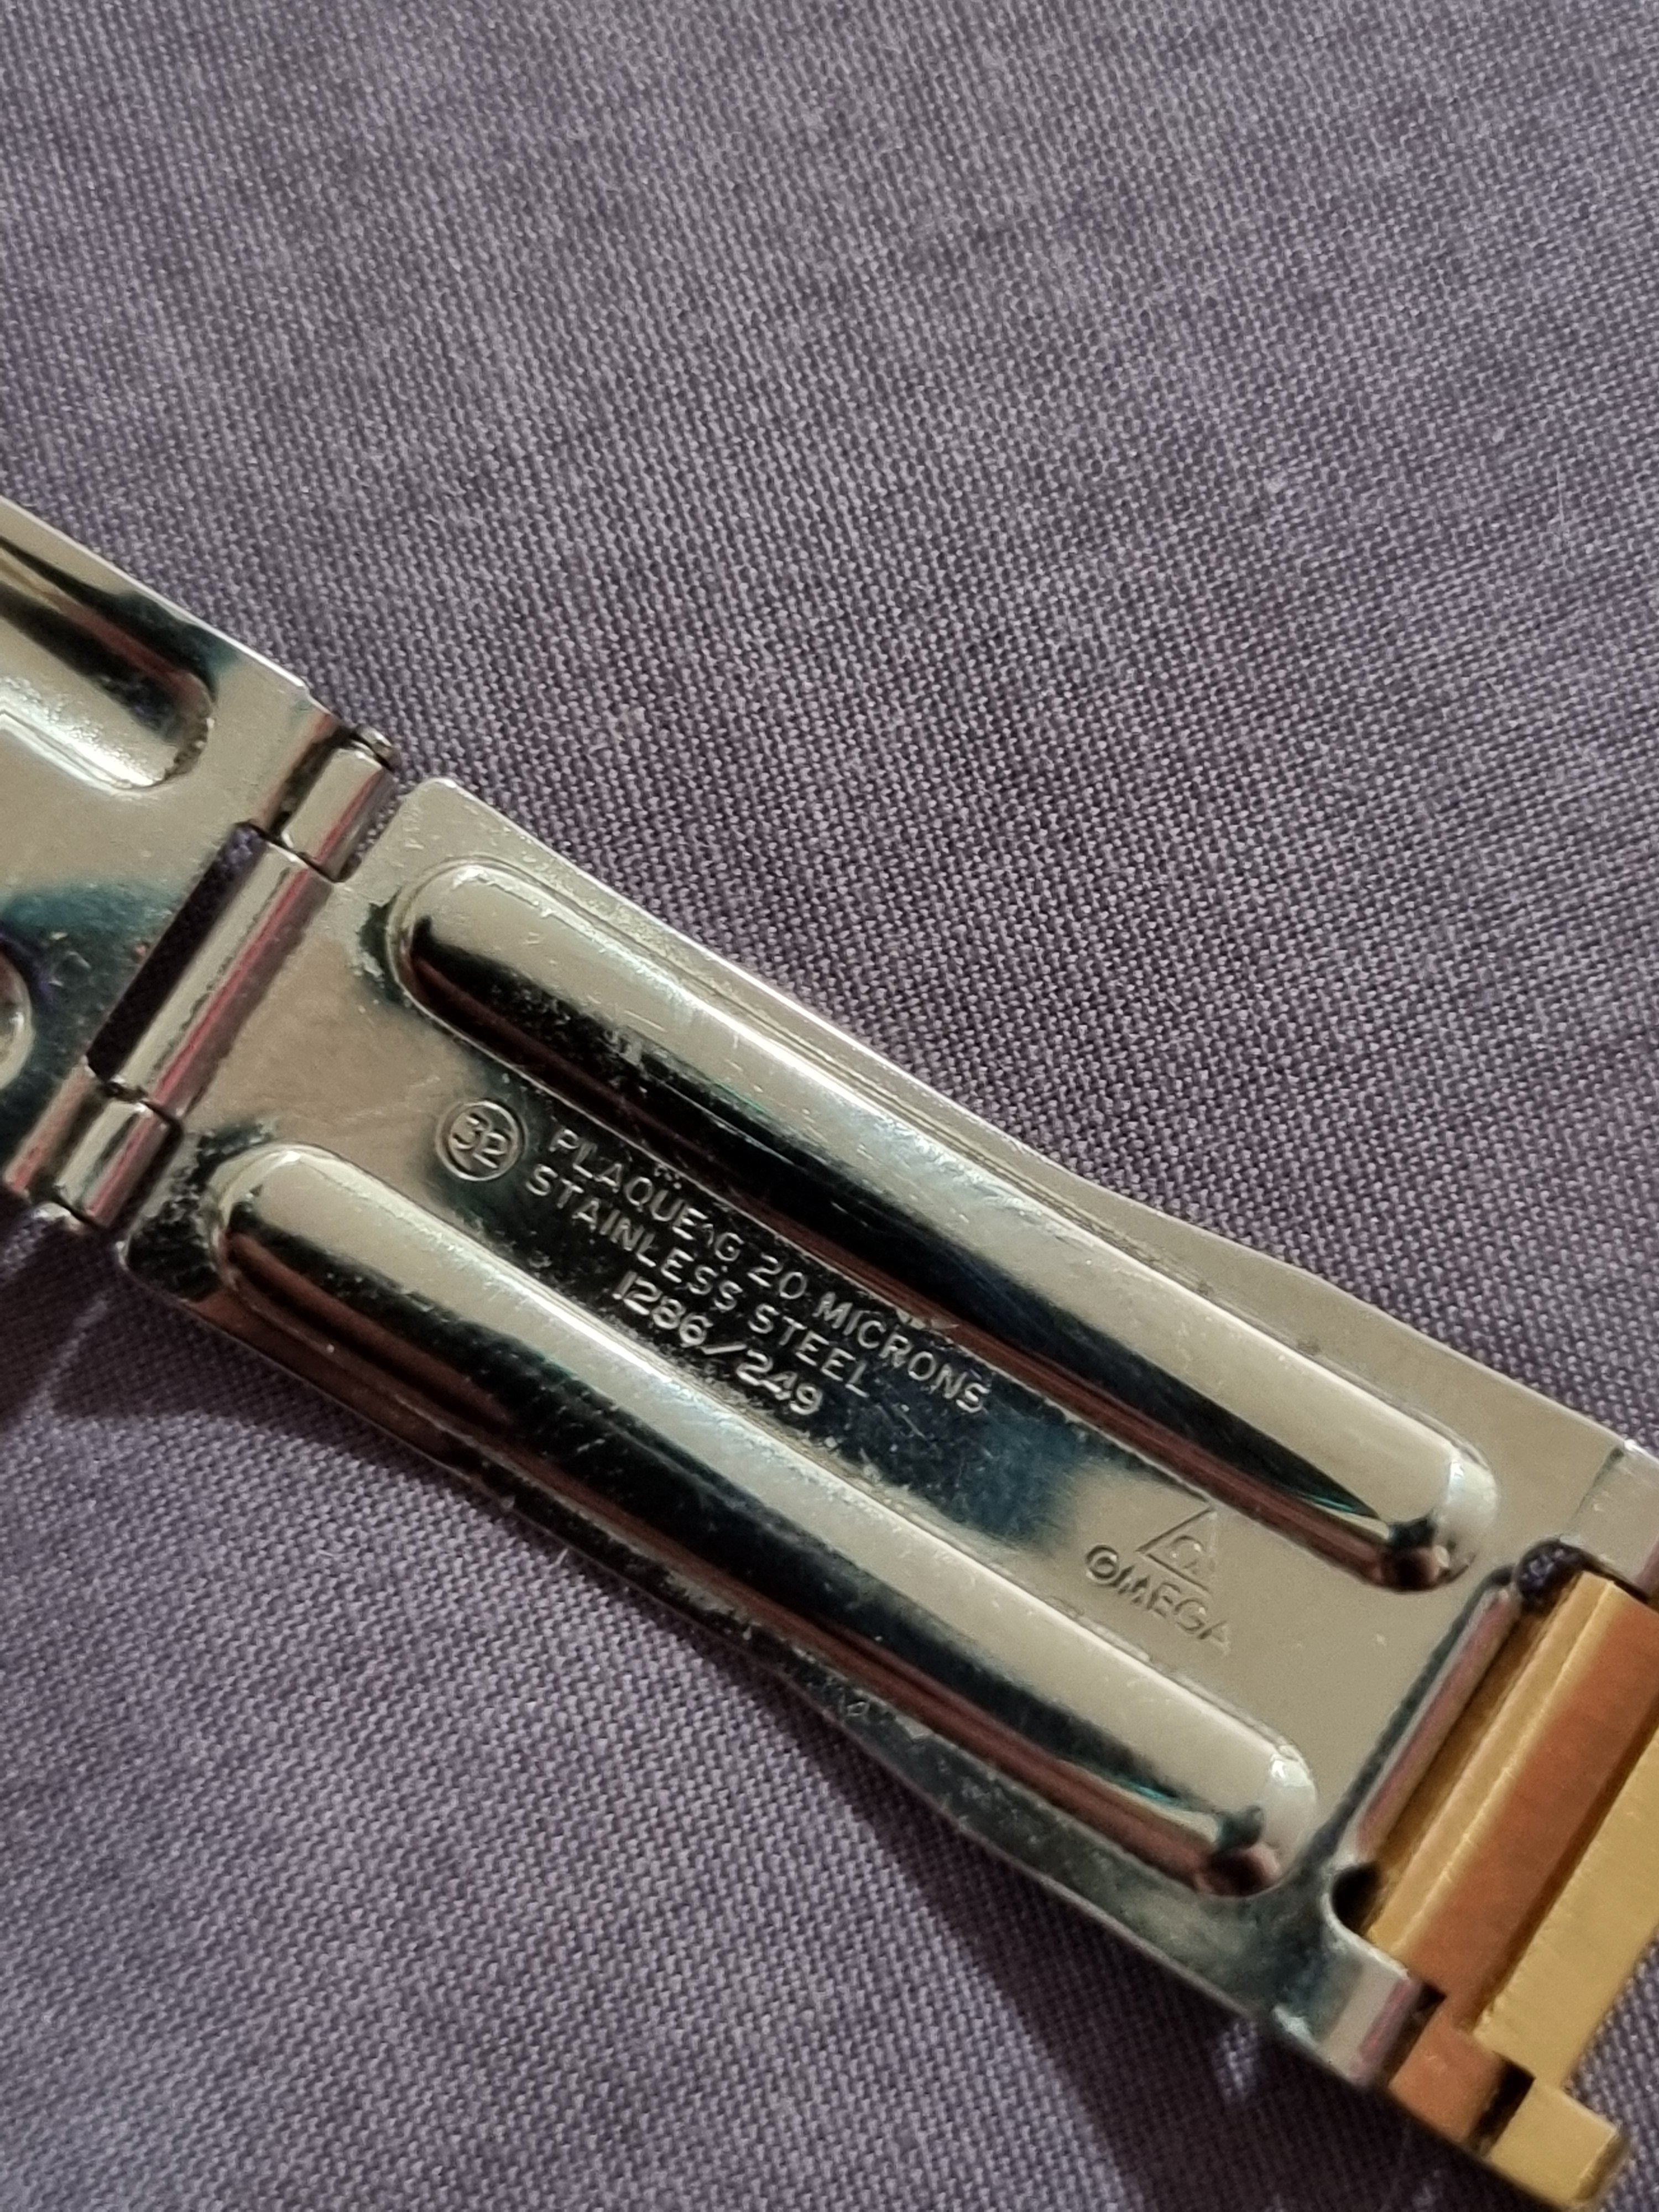 32
PLAQUE G 20 MICRONS
STAINLESS STEEL
1286/249
Ω
OMEGA